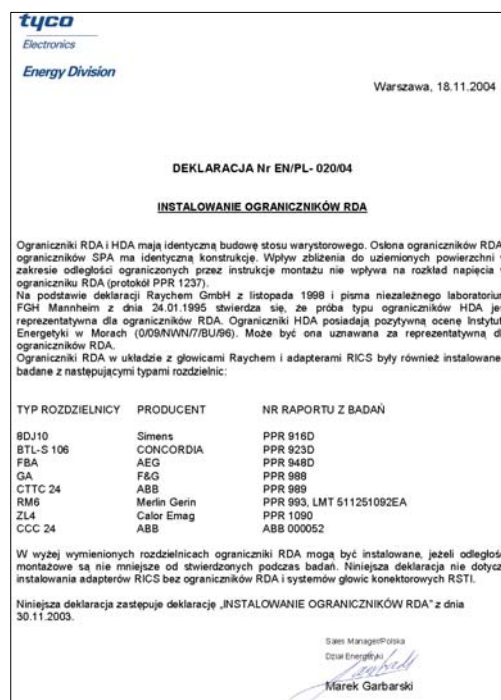 tyco
Electronics
Energy Division
Warszawa, 18.11.2004
DEKLARACJA Nr EN/PL- 020/04
INSTALOWANIE OGRANICZNIKÓW RDA
Ograniczniki RDA i HDA mają identyczną budowę stosu warystorowego. Osłona ograniczników RDA
ograniczników SPA ma identyczną konstrukcję. Wpływ zbliżenia do uziemionych powierzchni w
zakresie odległości ograniczonych przez instrukcje montażu nie wpływa na rozkład napięcia w
ograniczniku RDA (protokół PPR 1237).
Na podstawie deklaracji Raychem GmbH z listopada 1998 i pisma niezależnego laboratorium
FGH Mannheim z dnia 24.01.1995 stwierdza się, że próba typu ograniczników HDA je
reprezentatywna dla ograniczników RDA. Ograniczniki HDA posiadają pozytywną ocenę Instytut
Energetyki w Morach (0/09/NWN/7/BU/96). Może być ona uznawana za reprezentatywną dl
ograniczników RDA.
Ograniczniki RDA w układzie z głowicami Raychem i adapterami RICS były również instalowane
badane z następującymi typami rozdzielnic:
TYP ROZDZIELNICY PRODUCENT NR RAPORTU Z BADAŃ
8DJ10 Simens PPR 916D
BTL-S 106 CONCORDIA PPR 923D
FBA AEG PPR 948D
GA F&G PPR 988
CTTC 24 ABB PPR 989
RM6 Merlin Gerin PPR 993, LMT 511251092EA
ZL4 Calor Emag PPR 1090
CCC 24 ABB ABB 000052
W wyżej wymienionych rozdzielnicach ograniczniki RDA mogą być instalowane, jeżeli odległośc
montażowe są nie mniejsze od stwierdzonych podczas badań. Niniejsza deklaracja nie dotycz
instalowania adapterów RICS bez ograniczników RDA i systemów głowic konektorowych RSTI.
Niniejsza deklaracja zastępuje deklarację „INSTALOWANIE OGRANICZNIKÓW RDA" z dnia
30.11.2003.
Sales Manager/Polska
Dział Energetyki
Marek Garbarski